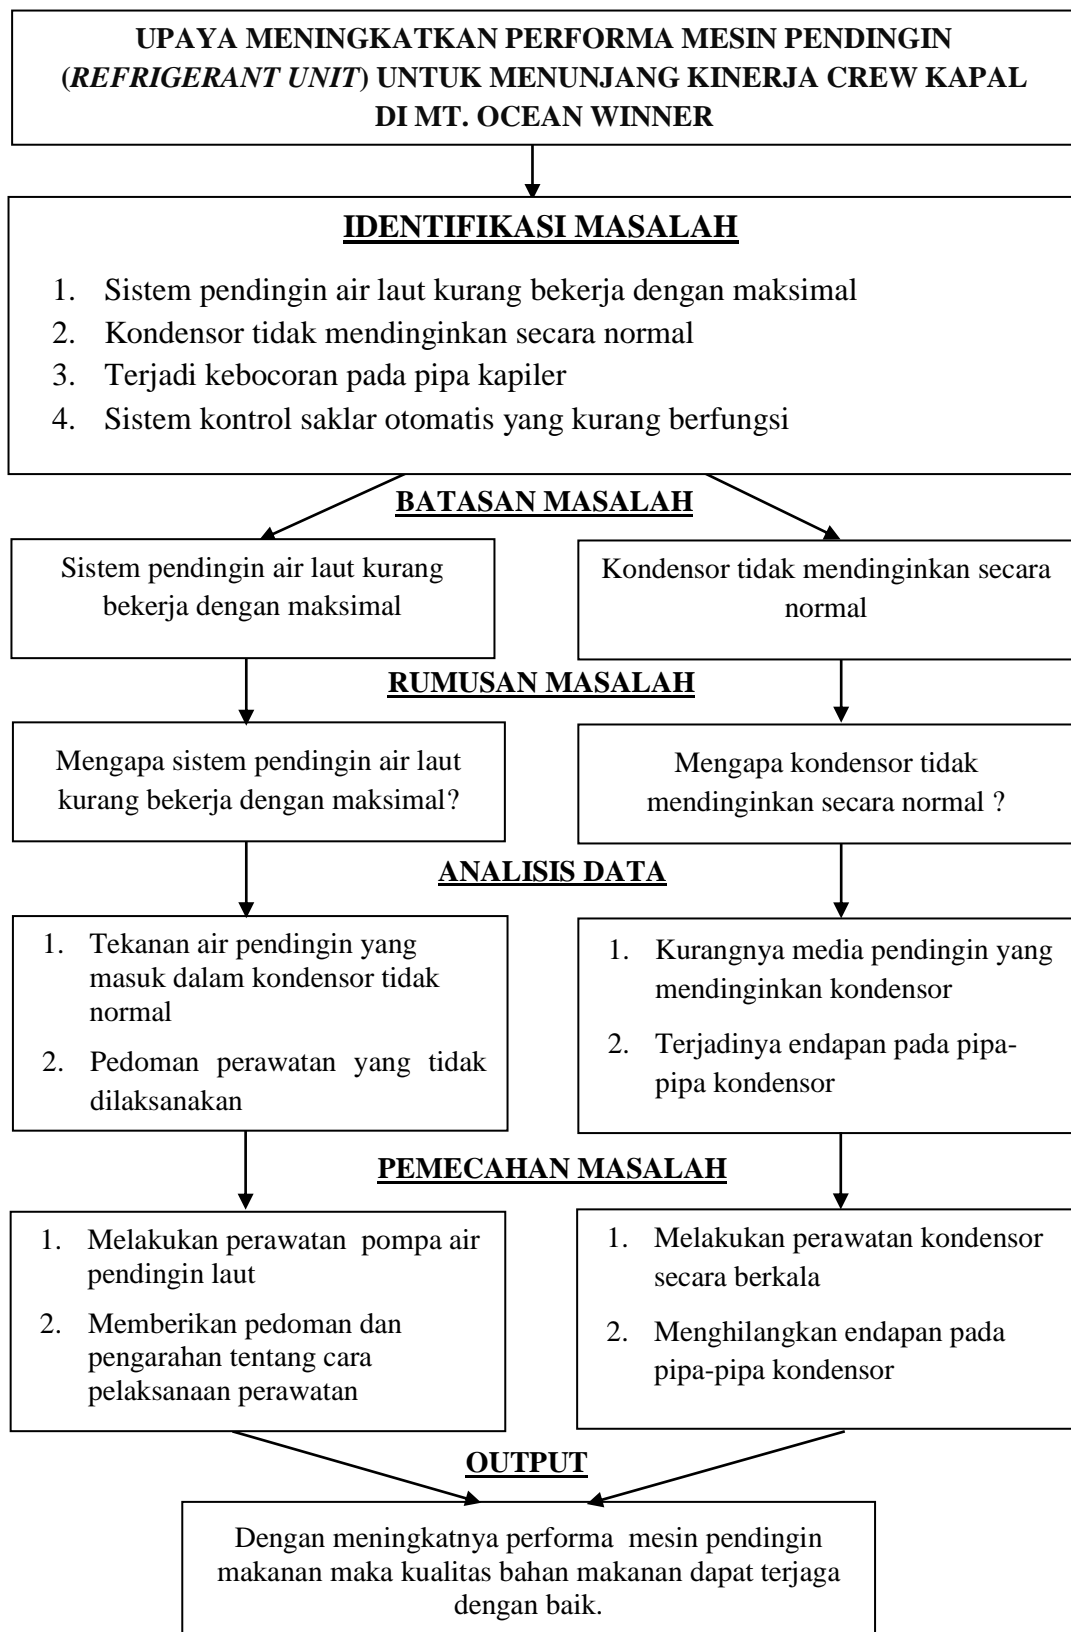 UPAYA MENINGKATKAN PERFORMA MESIN PENDINGIN
(REFRIGERANT UNIT) UNTUK MENUNJANG KINERJA CREW KAPAL
DI MT. OCEAN WINNER
IDENTIFIKASI MASALAH
1. Sistem pendingin air laut kurang bekerja dengan maksimal
2. Kondensor tidak mendinginkan secara normal
3. Terjadi kebocoran pada pipa kapiler
4. Sistem kontrol saklar otomatis yang kurang berfungsi
BATASAN MASALAH
Sistem pendingin air laut kurang
bekerja dengan maksimal
Kondensor tidak mendinginkan secara
normal
RUMUSAN MASALAH
Mengapa sistem pendingin air laut
kurang bekerja dengan maksimal?
Mengapa kondensor tidak
mendinginkan secara normal ?
ANALISIS DATA
1. Tekanan air pendingin yang
masuk dalam kondensor tidak
normal
2. Pedoman perawatan yang tidak
dilaksanakan
1. Kurangnya media pendingin yang
mendinginkan kondensor
2. Terjadinya endapan pada pipa-
pipa kondensor
PEMECAHAN MASALAH
1. Melakukan perawatan pompa air
pendingin laut
2. Memberikan pedoman dan
pengarahan tentang cara
pelaksanaan perawatan
1. Melakukan perawatan kondensor
secara berkala
2. Menghilangkan endapan pada
pipa-pipa kondensor
OUTPUT
Dengan meningkatnya performa mesin pendingin
makanan maka kualitas bahan makanan dapat terjaga
dengan baik.